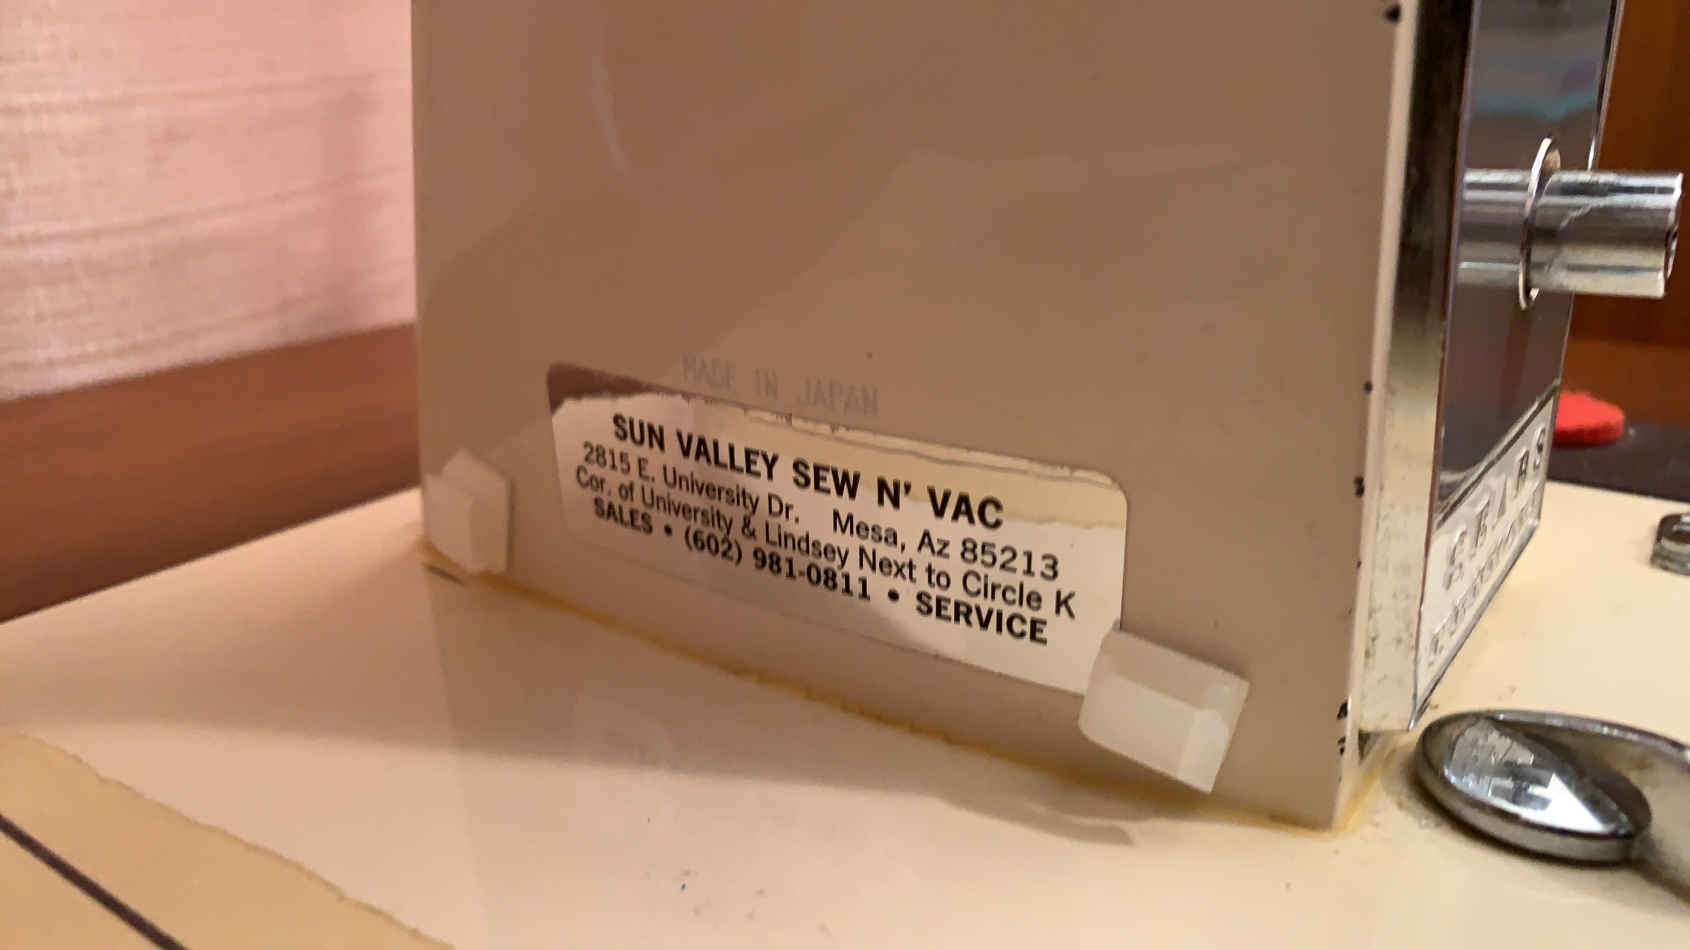 MADE IN JAPAN
SUN VALLEY SEW N' VAC
2815 E. University Dr. Mesa, Az 85213
Cor. of University & Lindsey Next to Circle K
SALES • (602) 981-0811 • SERVICE
SEARS